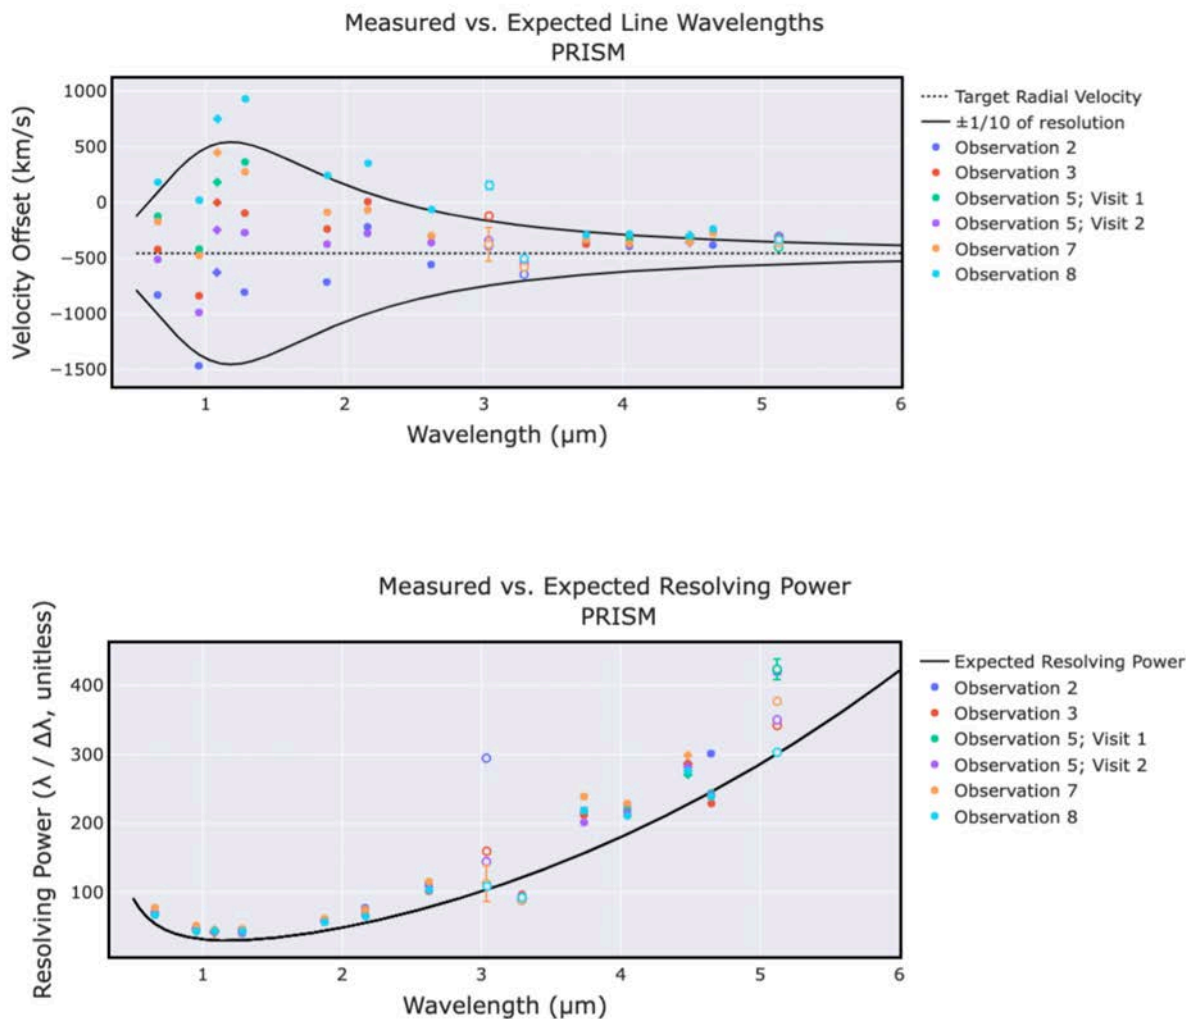 Measured vs. Expected Line Wavelengths
PRISM
Velocity Offset (km/s)
1000
500
0
−500
−1000
−1500
1
2
3
4
5
6
Wavelength (μm)
Target Radial Velocity
±1/10 of resolution
Observation 2
Observation 3
Observation 5; Visit 1
Observation 5; Visit 2
Observation 7
Observation 8
Measured vs. Expected Resolving Power
PRISM
Resolving Power (λ / Δλ, unitless)
400
300
200
100
1
2
3
4
5
6
Wavelength (μm)
Expected Resolving Power
Observation 2
Observation 3
Observation 5; Visit 1
Observation 5; Visit 2
Observation 7
Observation 8